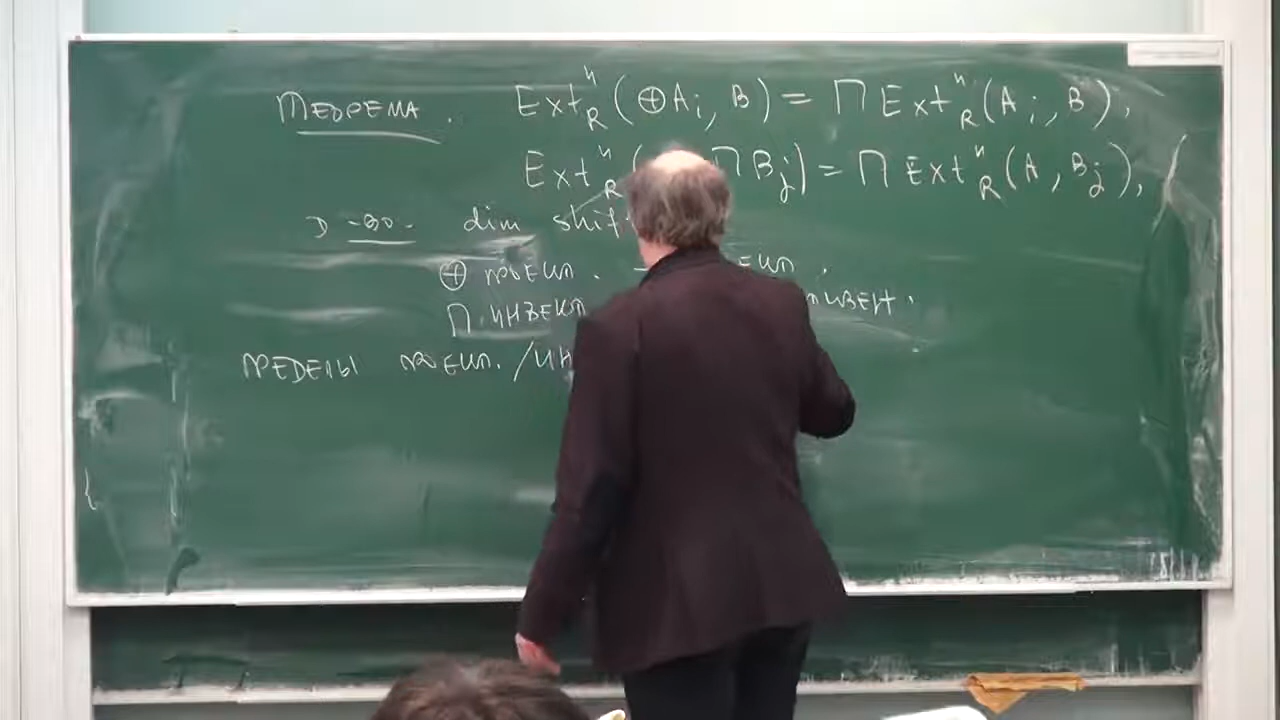 ТЕОРЕМА. Ext^n_R(⊕A_i, B) = ∏ Ext^n_R(A_i, B),
Ext^n_R( ∏B_j) = ∏ Ext^n_R(A, B_j),
Д-во. dim shift
⊕ проект. –
∏ инъект
ПРЕДЕЛЫ проект. /ин